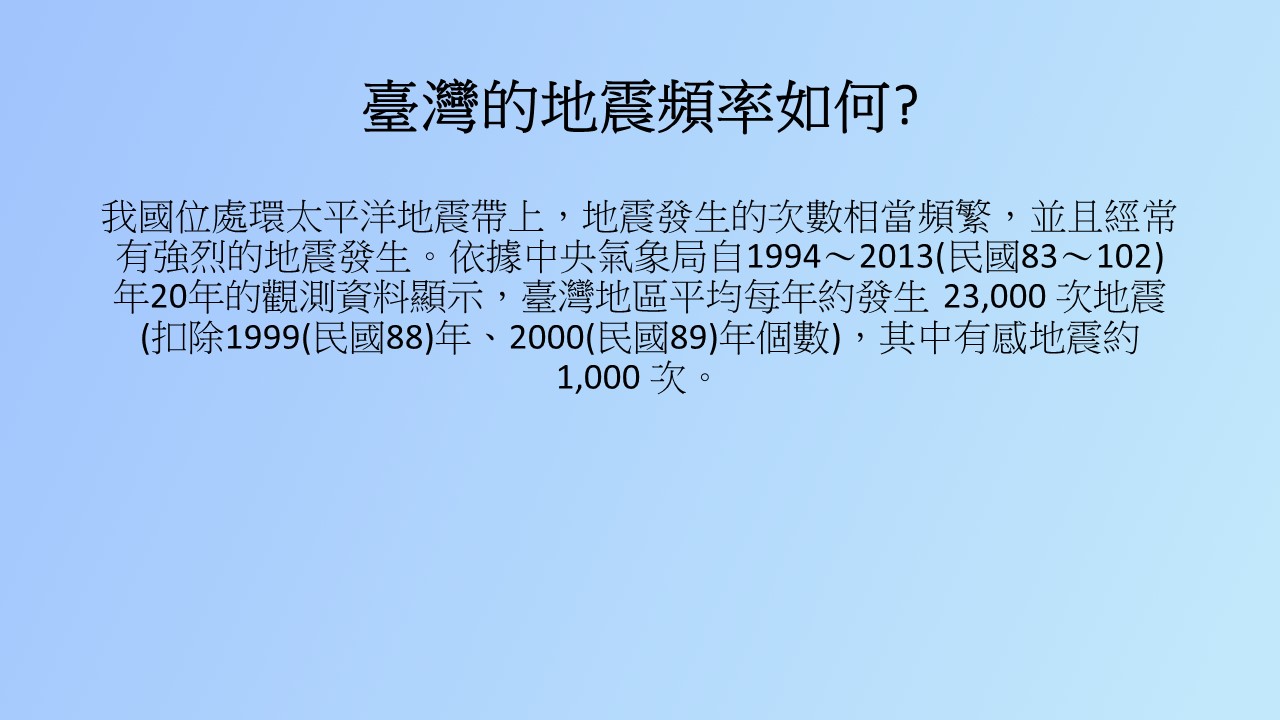 臺灣的地震頻率如何?
我國位處環太平洋地震帶上，地震發生的次數相當頻繁，並且經常
有強烈的地震發生。依據中央氣象局自1994～2013(民國83～102)
年20年的觀測資料顯示，臺灣地區平均每年約發生 23,000 次地震
(扣除1999(民國88)年、2000(民國89)年個數)，其中有感地震約
1,000 次。